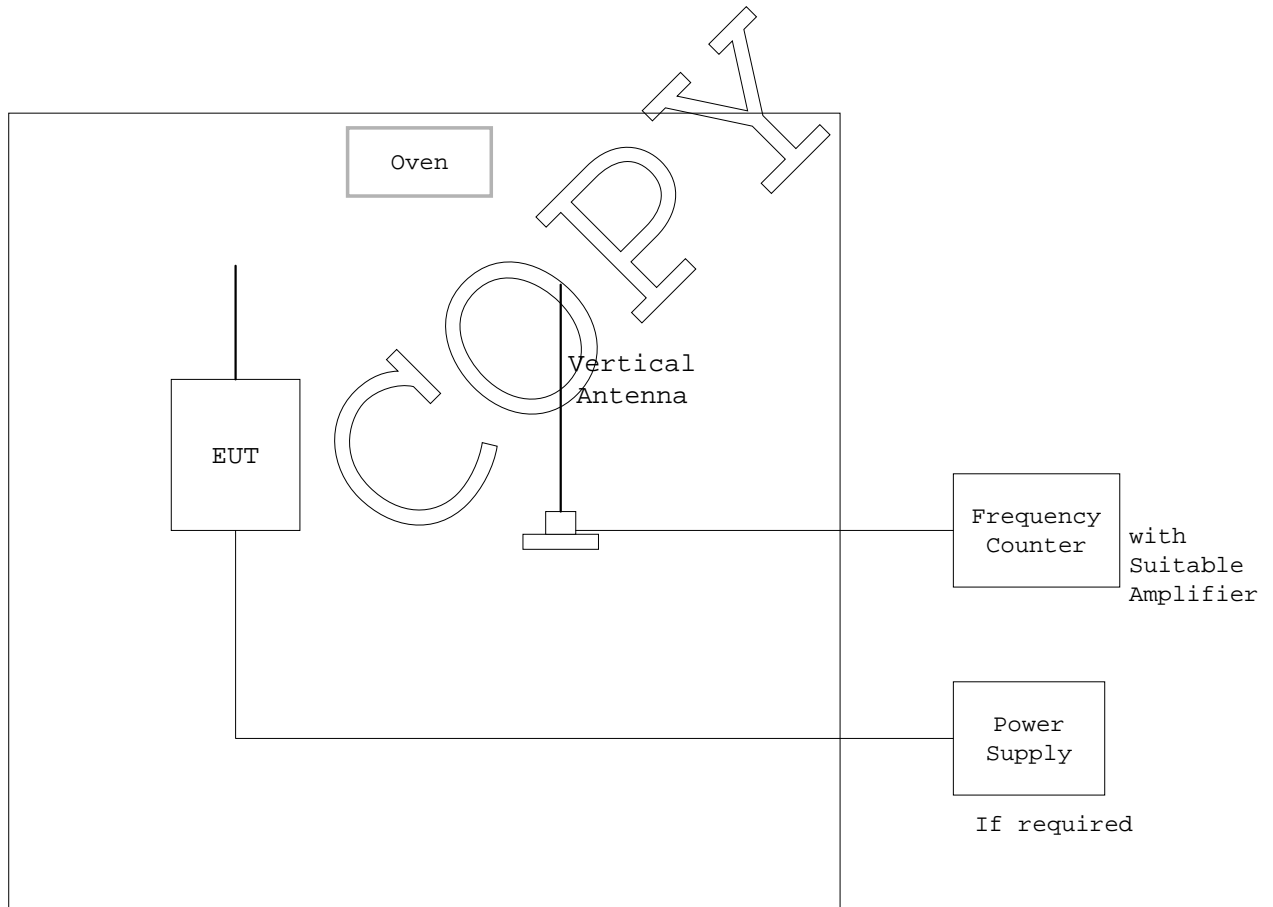 COPY
Oven
Vertical
Antenna
EUT
Frequency
Counter
with
Suitable
Amplifier
Power
Supply
If required